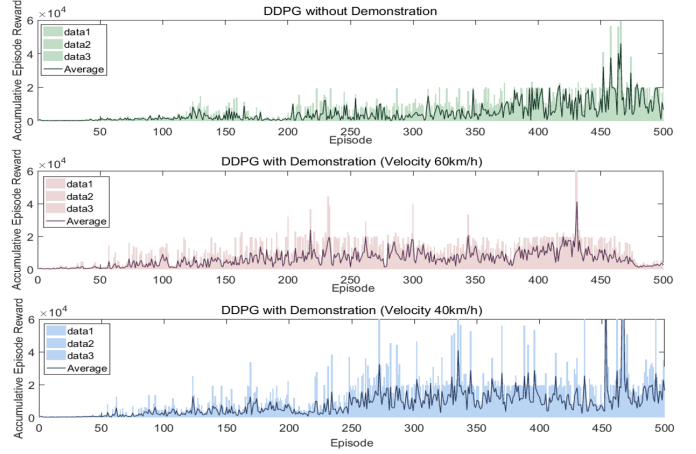 DDPG without Demonstration
×10⁴
Accumulative Episode Reward
6
4
2
0
data1
data2
data3
Average
50 100 150 200 250 300 350 400 450 500
Episode
DDPG with Demonstration (Velocity 60km/h)
×10⁴
Accumulative Episode Reward
6
4
2
0
data1
data2
data3
Average
0 50 100 150 200 250 300 350 400 450 500
Episode
DDPG with Demonstration (Velocity 40km/h)
×10⁴
Accumulative Episode Reward
6
4
2
0
data1
data2
data3
Average
0 50 100 150 200 250 300 350 400 450 500
Episode